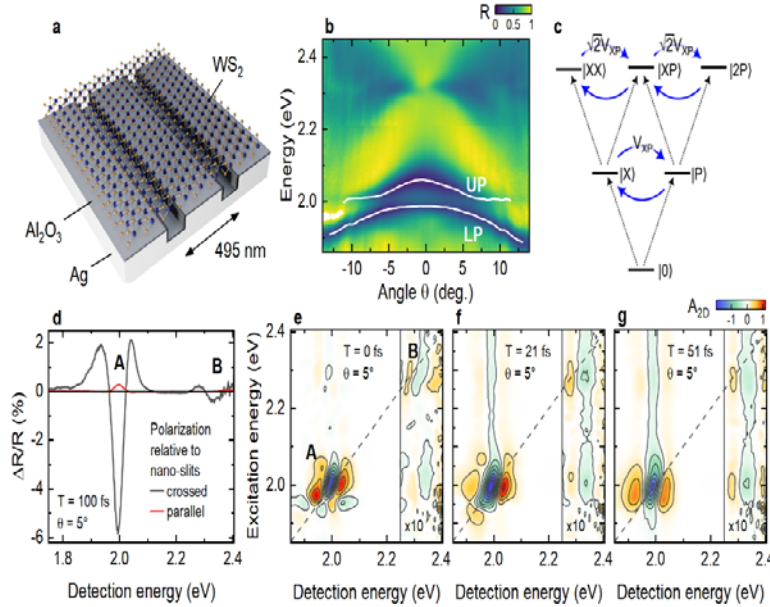 a
WS₂
Al₂O₃
Ag
495 nm
b
R
0 0.5 1
Energy (eV)
2.4
2.2
2.0
UP
LP
-10 -5 0 5 10
Angle θ (deg.)
c
√2V_XP √2V_XP
|XX⟩ |XP⟩ |2P⟩
V_XP
|X⟩ |P⟩
|0⟩
d
ΔR/R (%)
2
0
-2
-4
-6
A
B
Polarization
relative to
nano-slits
crossed
parallel
T = 100 fs
θ = 5°
1.8 2.0 2.2 2.4
Detection energy (eV)
A₂D
-1 0 1
e
Excitation energy (eV)
2.4
2.2
2.0
T = 0 fs
θ = 5°
B
A
x10
2.0 2.2 2.4
Detection energy (eV)
f
T = 21 fs
θ = 5°
x10
2.0 2.2 2.4
Detection energy (eV)
g
T = 51 fs
θ = 5°
x10
2.0 2.2 2.4
Detection energy (eV)